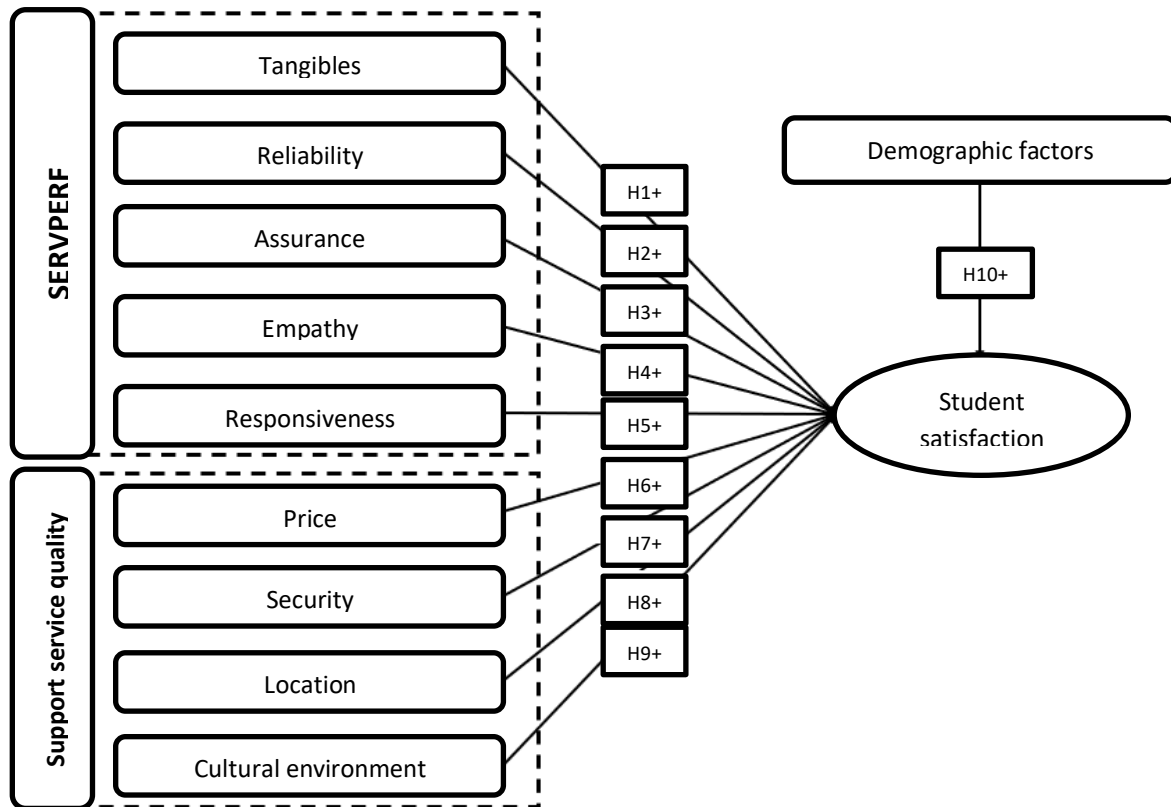 SERVPERF
Tangibles
Reliability
Assurance
Empathy
Responsiveness
Support service quality
Price
Security
Location
Cultural environment
H1+
H2+
H3+
H4+
H5+
H6+
H7+
H8+
H9+
Demographic factors
H10+
Student
satisfaction